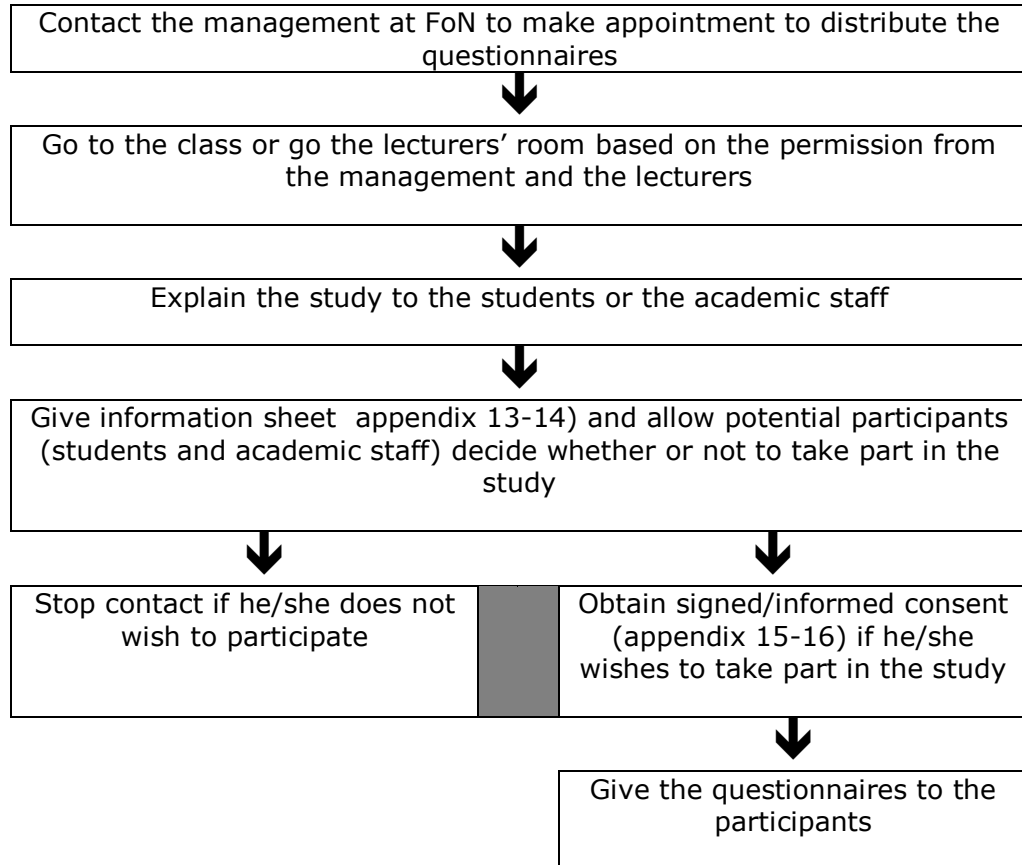 Contact the management at FoN to make appointment to distribute the
questionnaires
Go to the class or go the lecturers’ room based on the permission from
the management and the lecturers
Explain the study to the students or the academic staff
Give information sheet  appendix 13-14) and allow potential participants
(students and academic staff) decide whether or not to take part in the
study
Stop contact if he/she does not
wish to participate
Obtain signed/informed consent
(appendix 15-16) if he/she
wishes to take part in the study
Give the questionnaires to the
participants